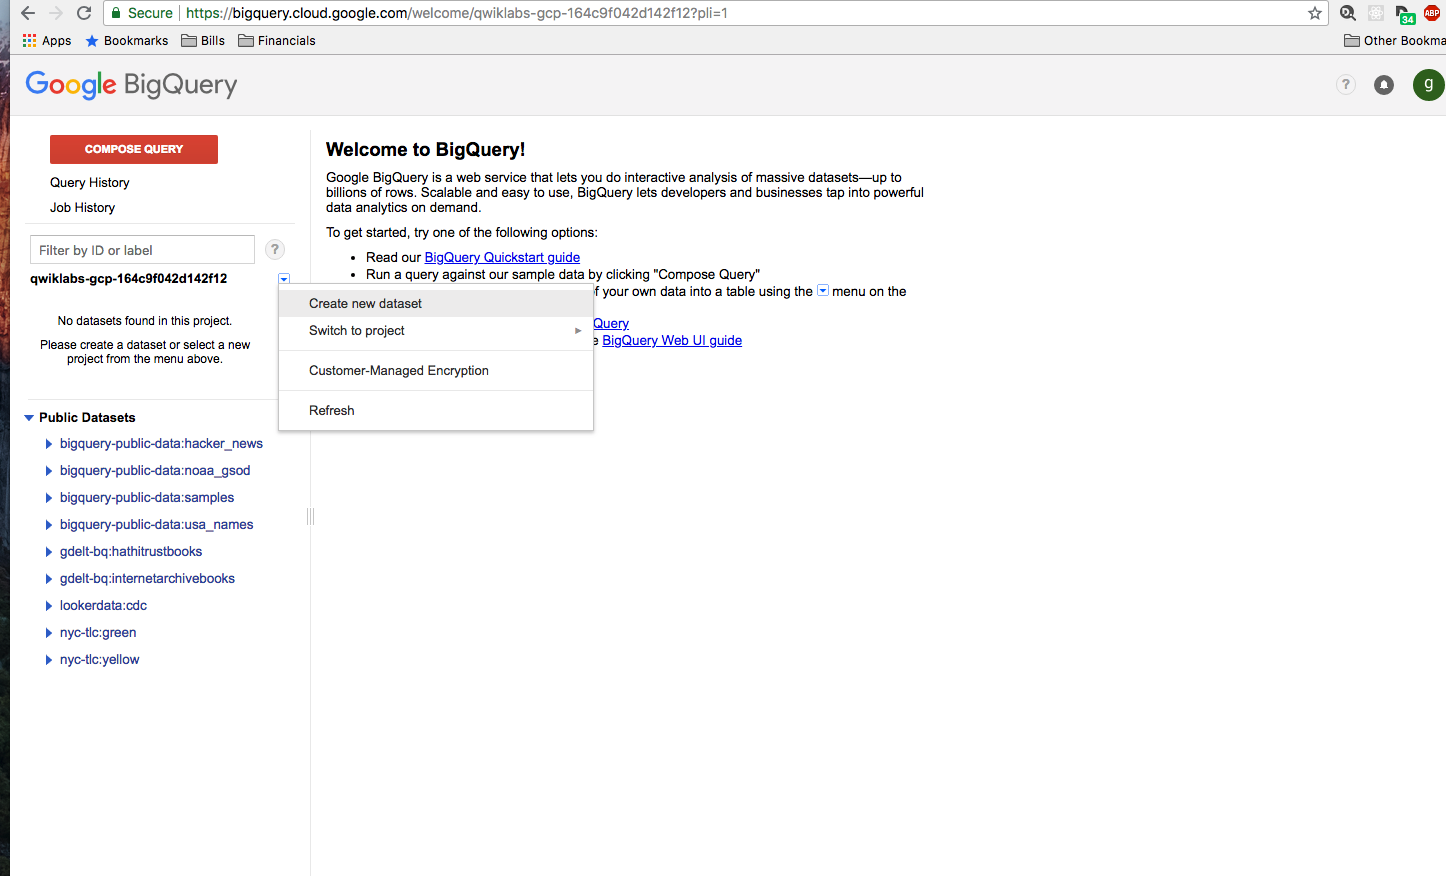 Secure https://bigquery.cloud.google.com/welcome/qwiklabs-gcp-164c9f042d142f12?pli=1
34
ABP
Apps Bookmarks Bills Financials Other Bookma
Google BigQuery
? g
COMPOSE QUERY
Query History
Job History
Filter by ID or label ?
qwiklabs-gcp-164c9f042d142f12
No datasets found in this project.
Please create a dataset or select a new
project from the menu above.
Public Datasets
bigquery-public-data:hacker_news
bigquery-public-data:noaa_gsod
bigquery-public-data:samples
bigquery-public-data:usa_names
gdelt-bq:hathitrustbooks
gdelt-bq:internetarchivebooks
lookerdata:cdc
nyc-tlc:green
nyc-tlc:yellow
Create new dataset
Switch to project
Customer-Managed Encryption
Refresh
Welcome to BigQuery!
Google BigQuery is a web service that lets you do interactive analysis of massive datasets—up to
billions of rows. Scalable and easy to use, BigQuery lets developers and businesses tap into powerful
data analytics on demand.
To get started, try one of the following options:
• Read our BigQuery Quickstart guide
• Run a query against our sample data by clicking "Compose Query"
f your own data into a table using the menu on the
Query
e BigQuery Web UI guide